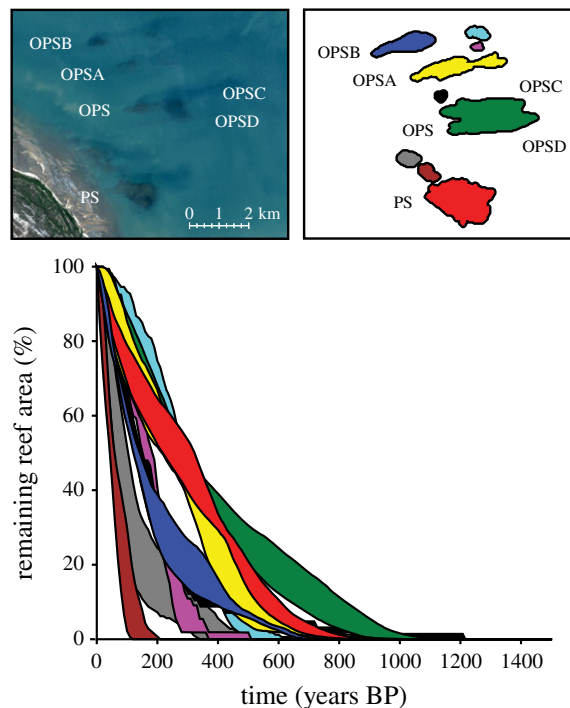 OPSB
OPSA
OPS
OPSC
OPSD
PS
0 1 2 km
OPSB
OPSA
OPSC
OPS
OPSD
PS
remaining reef area (%)
100
80
60
40
20
0
0 200 400 600 800 1000 1200 1400
time (years BP)